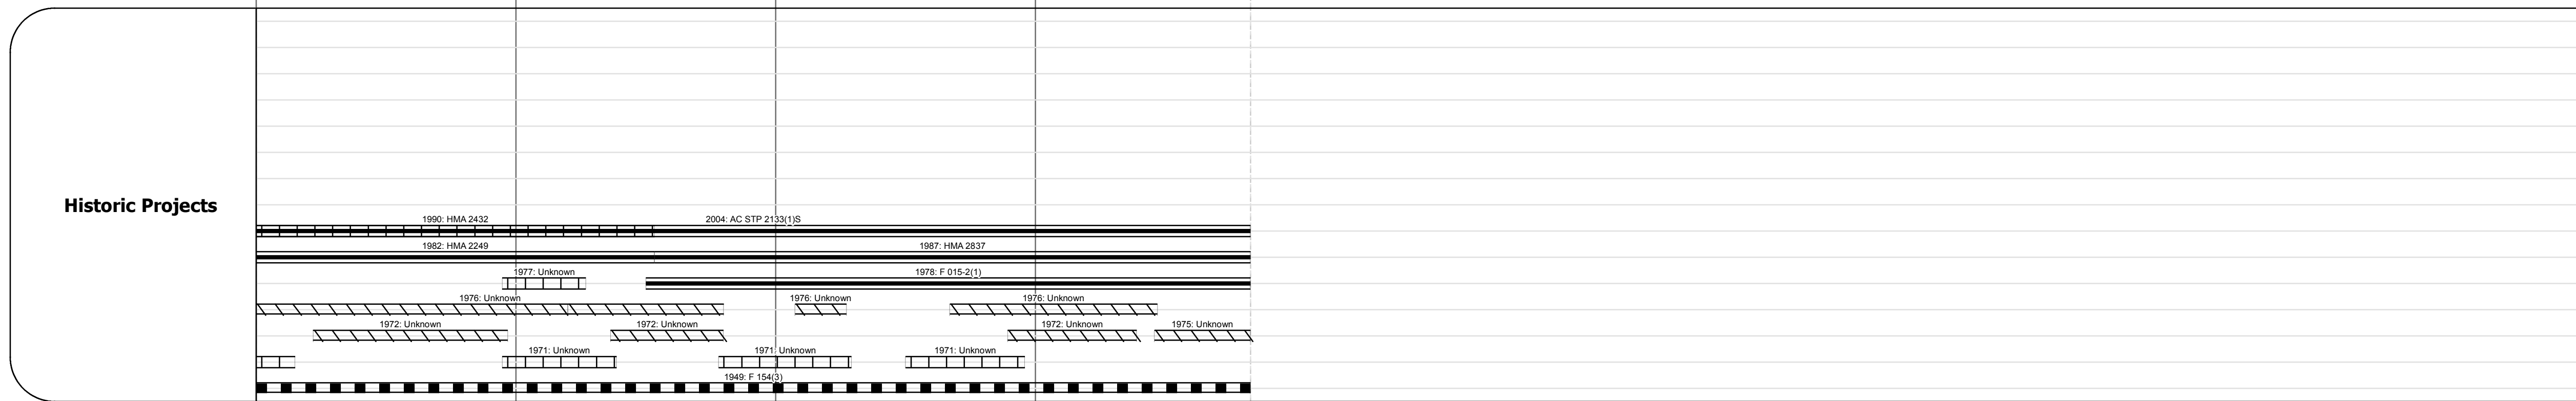 Historic Projects
1990: HMA 2432
2004: AC STP 2133(1)S
1982: HMA 2249
1987: HMA 2837
1977: Unknown
1978: F 015-2(1)
1976: Unknown
1976: Unknown
1976: Unknown
1972: Unknown
1972: Unknown
1972: Unknown
1975: Unknown
1971: Unknown
1971: Unknown
1971: Unknown
1949: F 154(3)